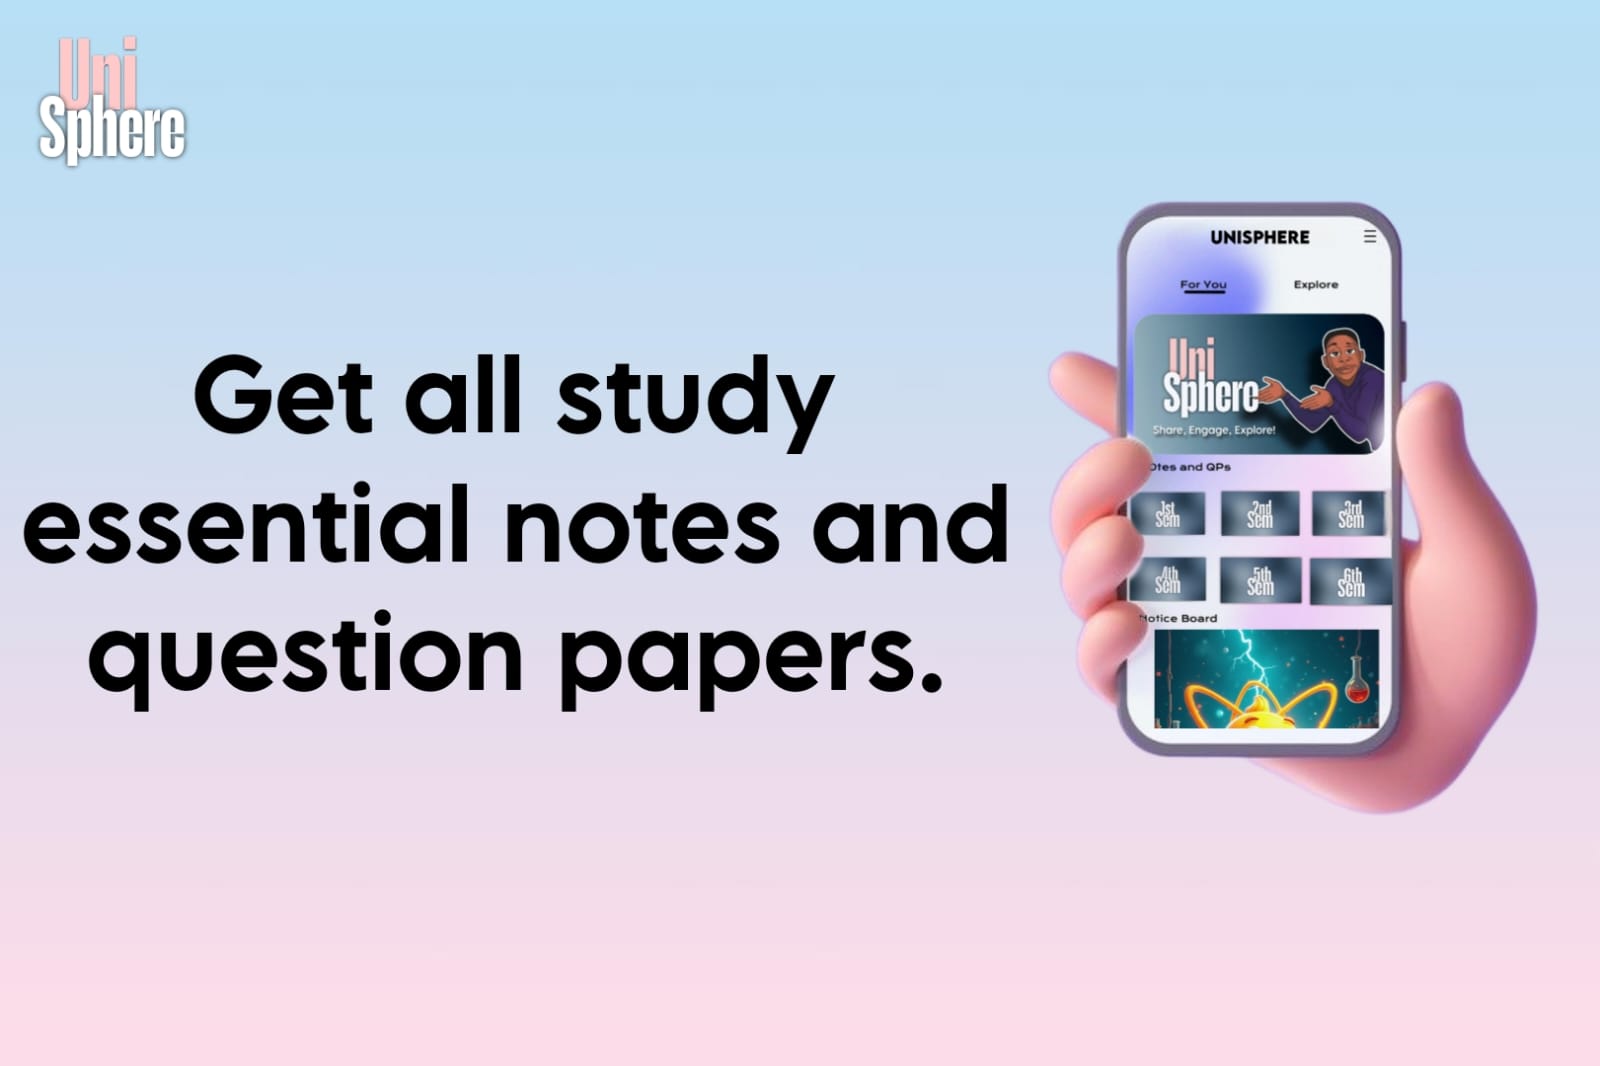 Uni
Sphere
Get all study
essential notes and
question papers.
UNISPHERE
For You
Explore
Uni
Sphere
Share, Engage, Explore!
otes and QPs
1st
Sem
2nd
Sem
3rd
Sem
4th
Sem
5th
Sem
6th
Sem
Notice Board